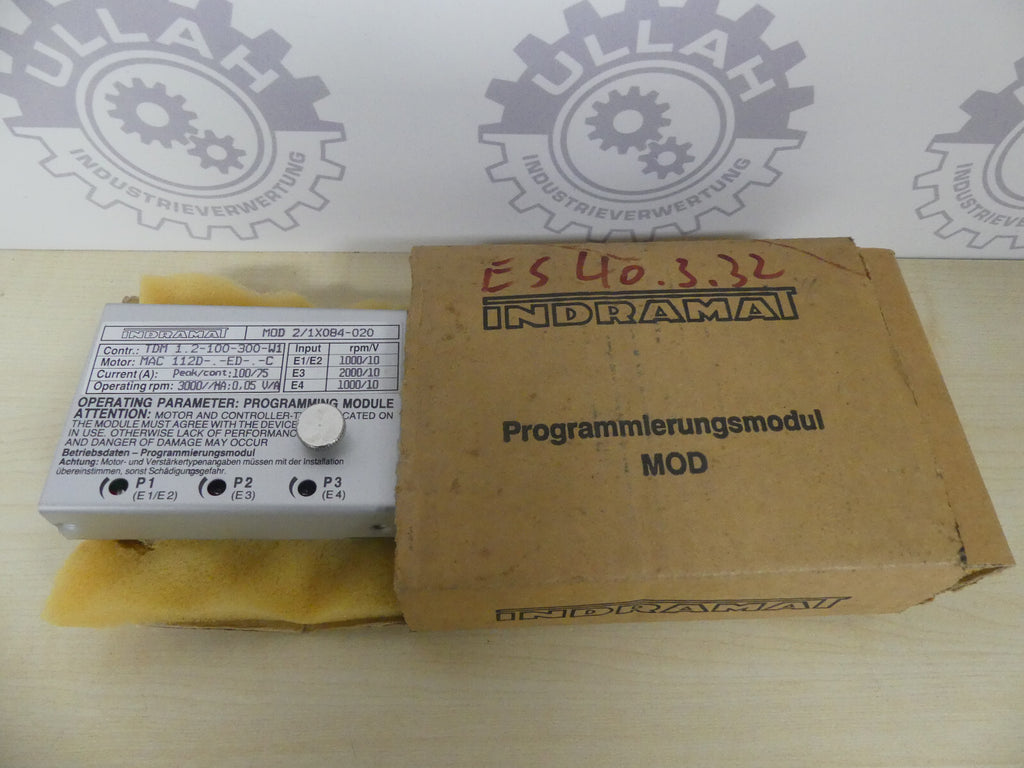 ULLAH
INDUSTRIEVERWERTUNG
ULLAH
INDUSTRIEVERWERTUNG
ES 40.3.32
INDRAMAT
Programmierungsmodul
MOD
INDRAMAT
INDRAMAT MOD 2/1X084-020
Contr.: TDM 1.2-100-300-W1 Input rpm/V
Motor: MAC 112D-.-ED-.-C E1/E2 1000/10
Current (A): Peak/cont:100/75 E3 2000/10
Operating rpm: 3000//MA:0.05 V/A E4 1000/10
OPERATING PARAMETER: PROGRAMMING MODULE
ATTENTION: MOTOR AND CONTROLLER- CATED ON
THE MODULE MUST AGREE WITH THE DEVICE
IN USE. OTHERWISE LACK OF PERFORMANC
AND DANGER OF DAMAGE MAY OCCUR
Betriebsdaten – Programmierungsmodul
Achtung: Motor- und Verstärkertypenangaben müssen mit der Installation
übereinstimmen, sonst Schädigungsgefahr.
P1 P2 P3
(E1/E2) (E3) (E4)